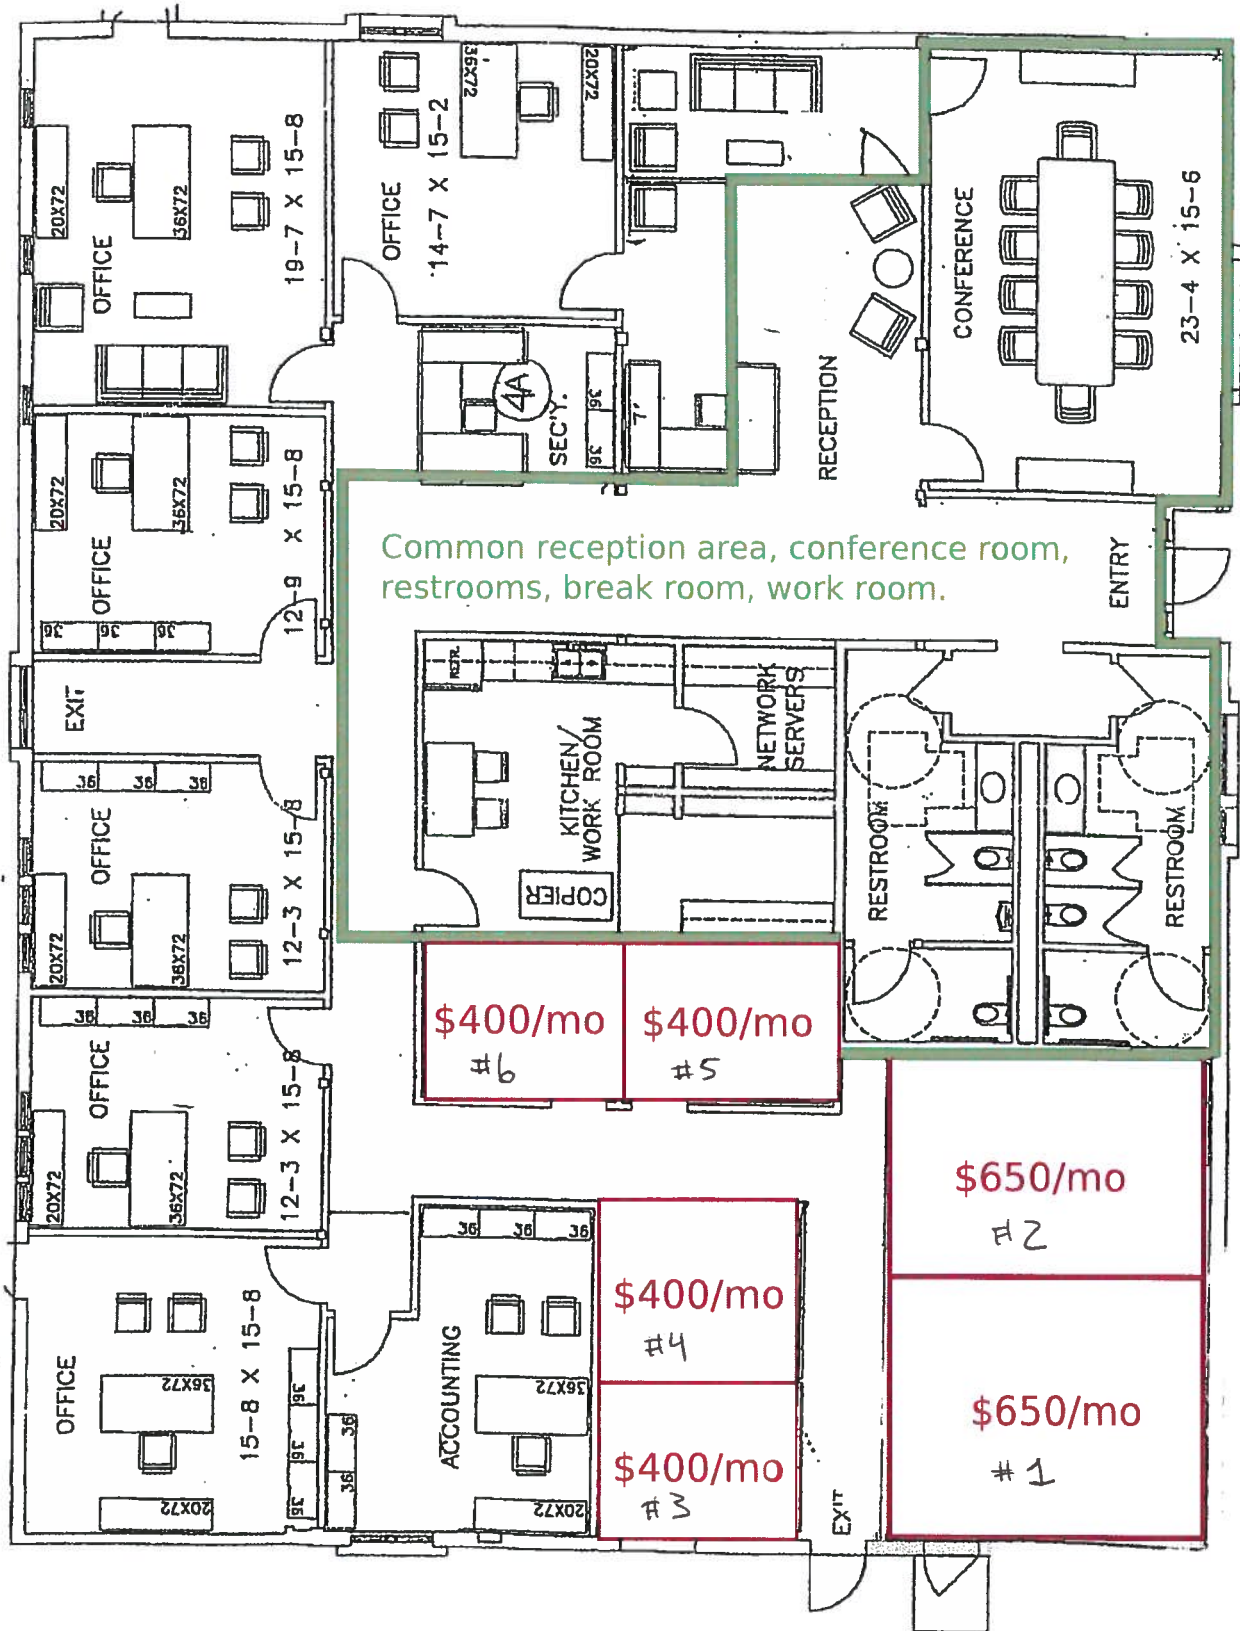 20X72
36X72
OFFICE
19-7 X 15-8
OFFICE
14-7 X 15-2
36X72
20X72
CONFERENCE
23-4 X 15-6
4A
SEC'Y.
36
36
7'
RECEPTION
20X72
36X72
OFFICE
12-9 X 15-8
36
36
36
Common reception area, conference room,
restrooms, break room, work room.
ENTRY
EXIT
REFR.
KITCHEN/
WORK ROOM
NETWORK
SERVERS
COPIER
RESTROOM
RESTROOM
36
36
36
OFFICE
12-3 X 15-8
20X72
36X72
36
36
36
OFFICE
12-3 X 15-8
20X72
36X72
$400/mo
#6
$400/mo
#5
$650/mo
#2
$650/mo
#1
$400/mo
#4
$400/mo
#3
OFFICE
15-8 X 15-8
36X72
20X72
36
36
36
ACCOUNTING
36
36
36
36X72
20X72
36
36
EXIT